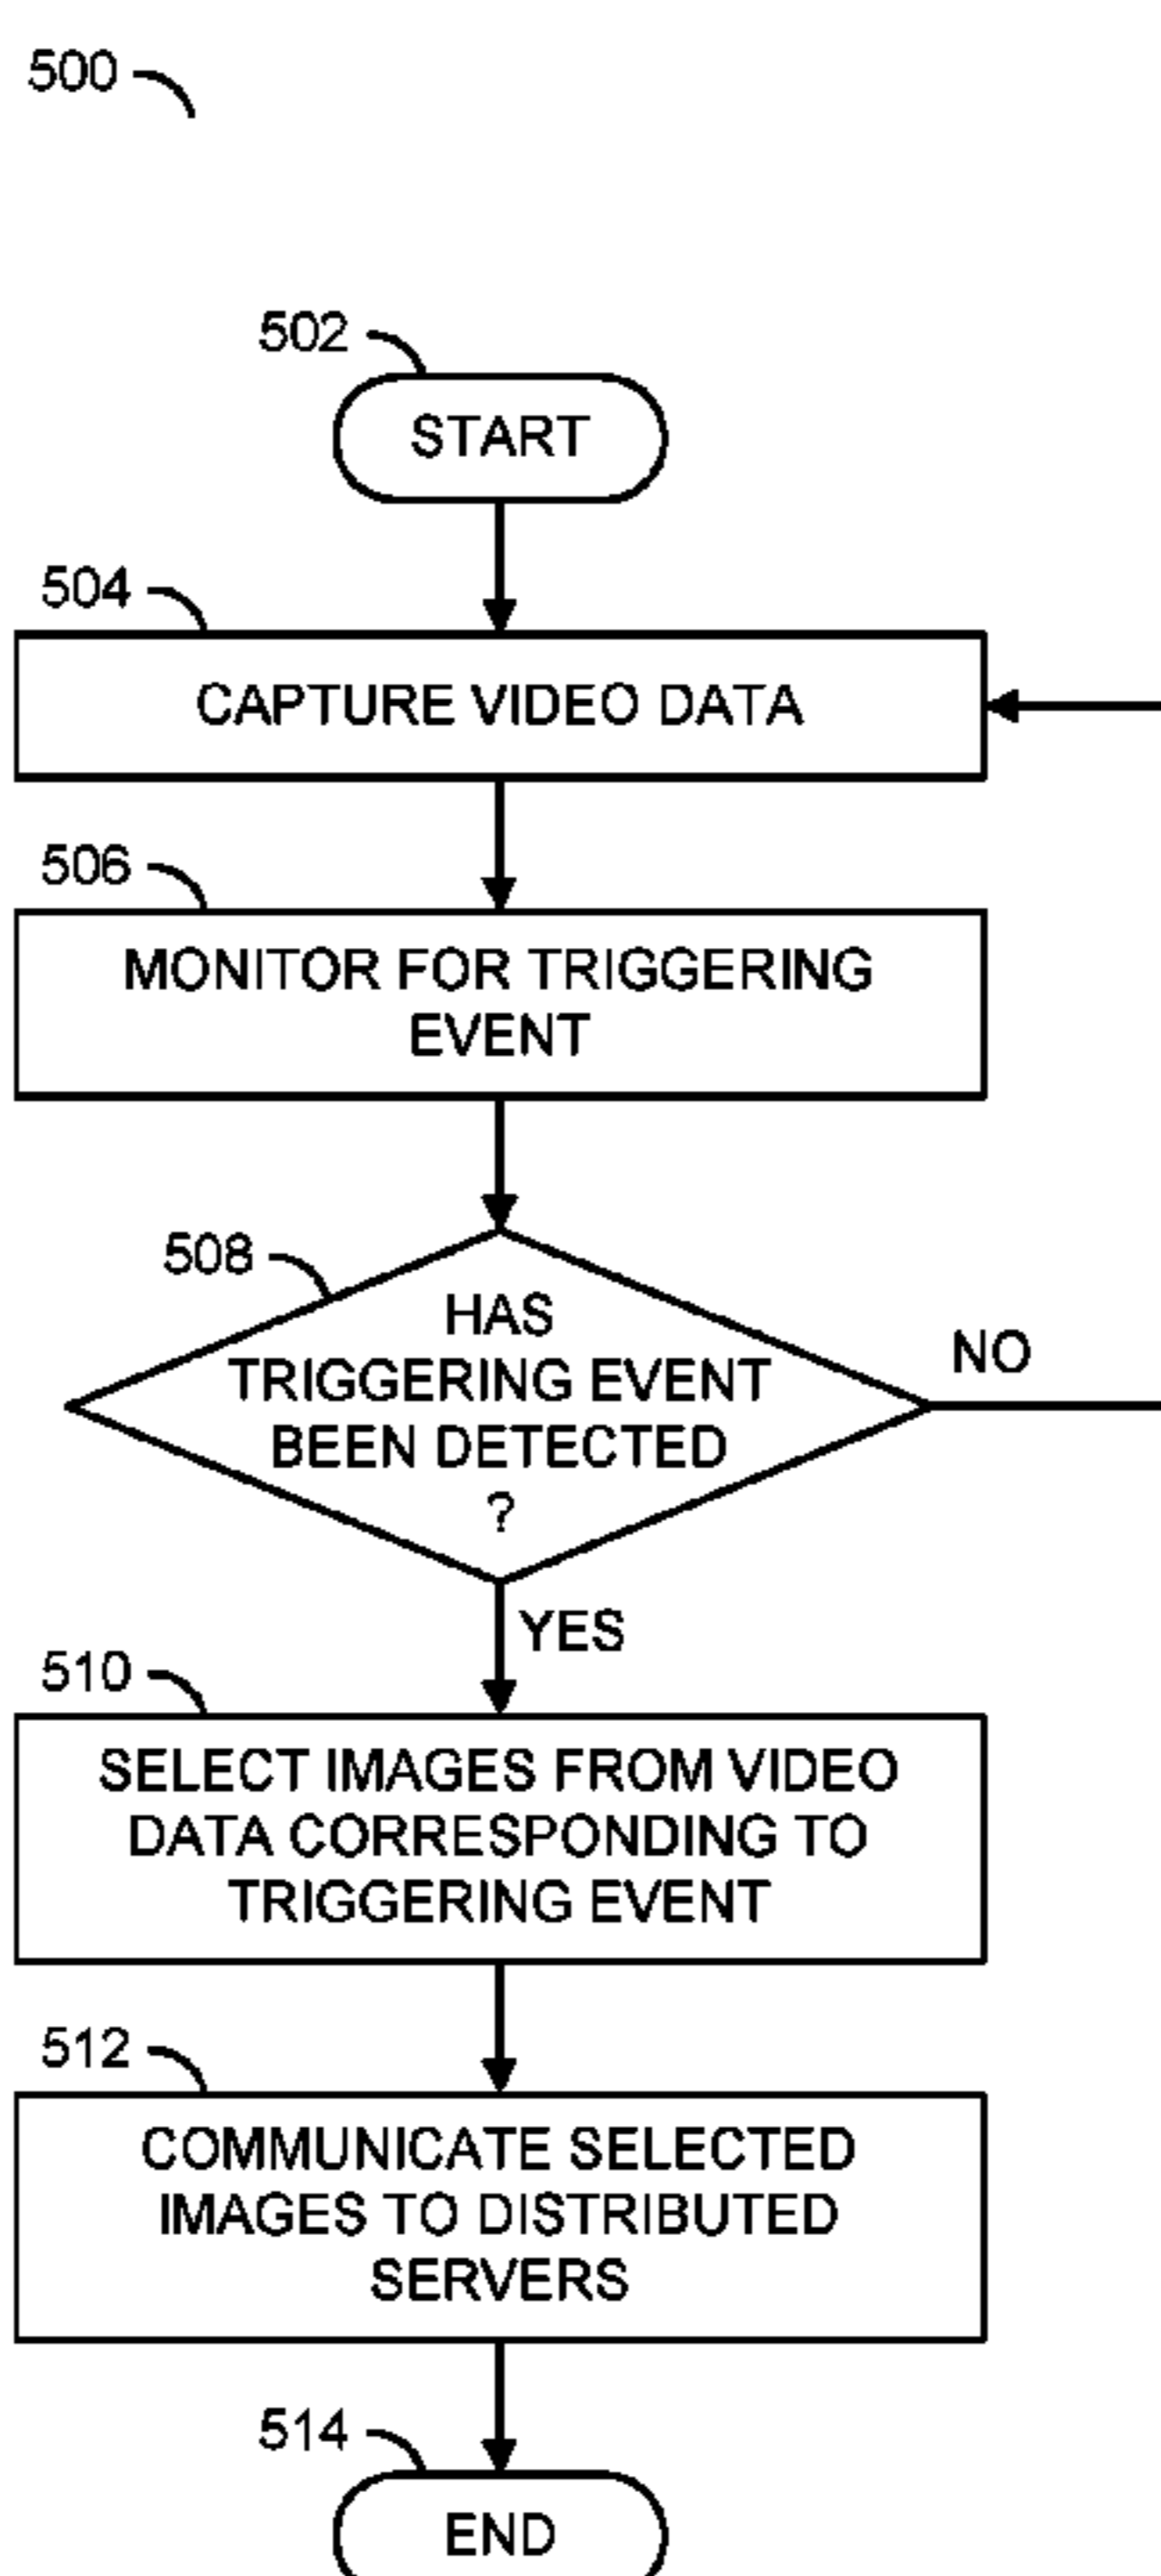 500
502
START
504
CAPTURE VIDEO DATA
506
MONITOR FOR TRIGGERING
EVENT
508
HAS
TRIGGERING EVENT
BEEN DETECTED
?
NO
YES
510
SELECT IMAGES FROM VIDEO
DATA CORRESPONDING TO
TRIGGERING EVENT
512
COMMUNICATE SELECTED
IMAGES TO DISTRIBUTED
SERVERS
514
END